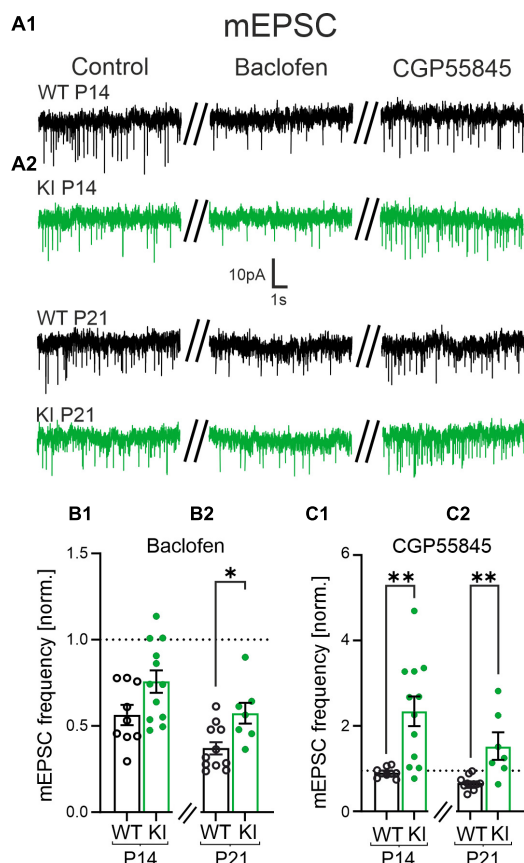 A1
mEPSC
Control Baclofen CGP55845
WT P14
A2
KI P14
10pA
1s
WT P21
KI P21
B1 B2 C1 C2
Baclofen CGP55845
mEPSC frequency [norm.]
1.5
1.0
0.5
0.0
*
WT KI WT KI
P14 P21
mEPSC frequency [norm.]
6
4
2
0
** **
WT KI WT KI
P14 P21